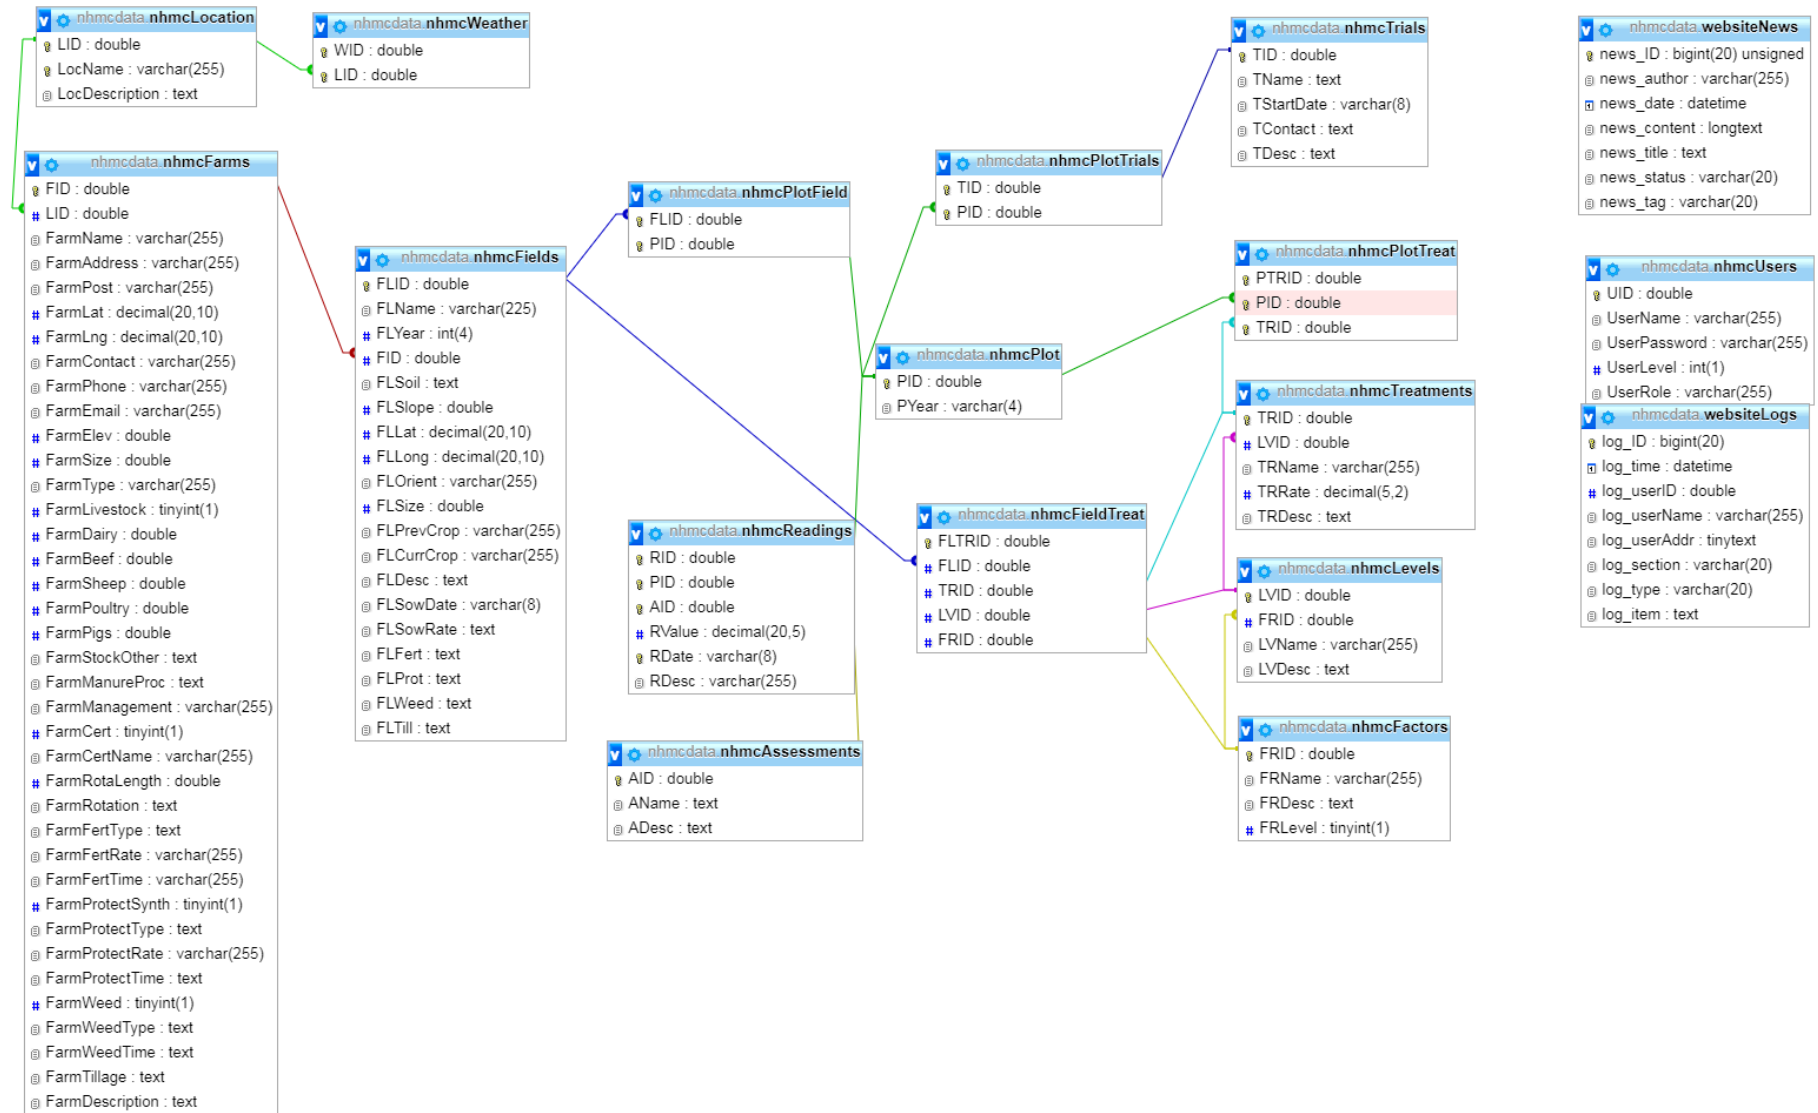 nhmcdata.nhmcLocation
LID : double
LocName : varchar(255)
LocDescription : text
nhmcdata.nhmcWeather
WID : double
LID : double
nhmcdata.nhmcFarms
FID : double
LID : double
FarmName : varchar(255)
FarmAddress : varchar(255)
FarmPost : varchar(255)
FarmLat : decimal(20,10)
FarmLng : decimal(20,10)
FarmContact : varchar(255)
FarmPhone : varchar(255)
FarmEmail : varchar(255)
FarmElev : double
FarmSize : double
FarmType : varchar(255)
FarmLivestock : tinyint(1)
FarmDairy : double
FarmBeef : double
FarmSheep : double
FarmPoultry : double
FarmPigs : double
FarmStockOther : text
FarmManureProc : text
FarmManagement : varchar(255)
FarmCert : tinyint(1)
FarmCertName : varchar(255)
FarmRotaLength : double
FarmRotation : text
FarmFertType : text
FarmFertRate : varchar(255)
FarmFertTime : varchar(255)
FarmProtectSynth : tinyint(1)
FarmProtectType : text
FarmProtectRate : varchar(255)
FarmProtectTime : text
FarmWeed : tinyint(1)
FarmWeedType : text
FarmWeedTime : text
FarmTillage : text
FarmDescription : text
nhmcdata.nhmcFields
FLID : double
FLName : varchar(225)
FLYear : int(4)
FID : double
FLSoil : text
FLSlope : double
FLLat : decimal(20,10)
FLLong : decimal(20,10)
FLOrient : varchar(255)
FLSize : double
FLPrevCrop : varchar(255)
FLCurrCrop : varchar(255)
FLDesc : text
FLSowDate : varchar(8)
FLSowRate : text
FLFert : text
FLProt : text
FLWeed : text
FLTill : text
nhmcdata.nhmcPlotField
FLID : double
PID : double
nhmcdata.nhmcReadings
RID : double
PID : double
AID : double
RValue : decimal(20,5)
RDate : varchar(8)
RDesc : varchar(255)
nhmcdata.nhmcAssessments
AID : double
AName : text
ADesc : text
nhmcdata.nhmcPlotTrials
TID : double
PID : double
nhmcdata.nhmcPlot
PID : double
PYear : varchar(4)
nhmcdata.nhmcFieldTreat
FLTRID : double
FLID : double
TRID : double
LVID : double
FRID : double
nhmcdata.nhmcTrials
TID : double
TName : text
TStartDate : varchar(8)
TContact : text
TDesc : text
nhmcdata.nhmcPlotTreat
PTRID : double
PID : double
TRID : double
nhmcdata.nhmcTreatments
TRID : double
LVID : double
TRName : varchar(255)
TRRate : decimal(5,2)
TRDesc : text
nhmcdata.nhmcLevels
LVID : double
FRID : double
LVName : varchar(255)
LVDesc : text
nhmcdata.nhmcFactors
FRID : double
FRName : varchar(255)
FRDesc : text
FRLevel : tinyint(1)
nhmcdata.websiteNews
news_ID : bigint(20) unsigned
news_author : varchar(255)
news_date : datetime
news_content : longtext
news_title : text
news_status : varchar(20)
news_tag : varchar(20)
nhmcdata.nhmcUsers
UID : double
UserName : varchar(255)
UserPassword : varchar(255)
UserLevel : int(1)
UserRole : varchar(255)
nhmcdata.websiteLogs
log_ID : bigint(20)
log_time : datetime
log_userID : double
log_userName : varchar(255)
log_userAddr : tinytext
log_section : varchar(20)
log_type : varchar(20)
log_item : text